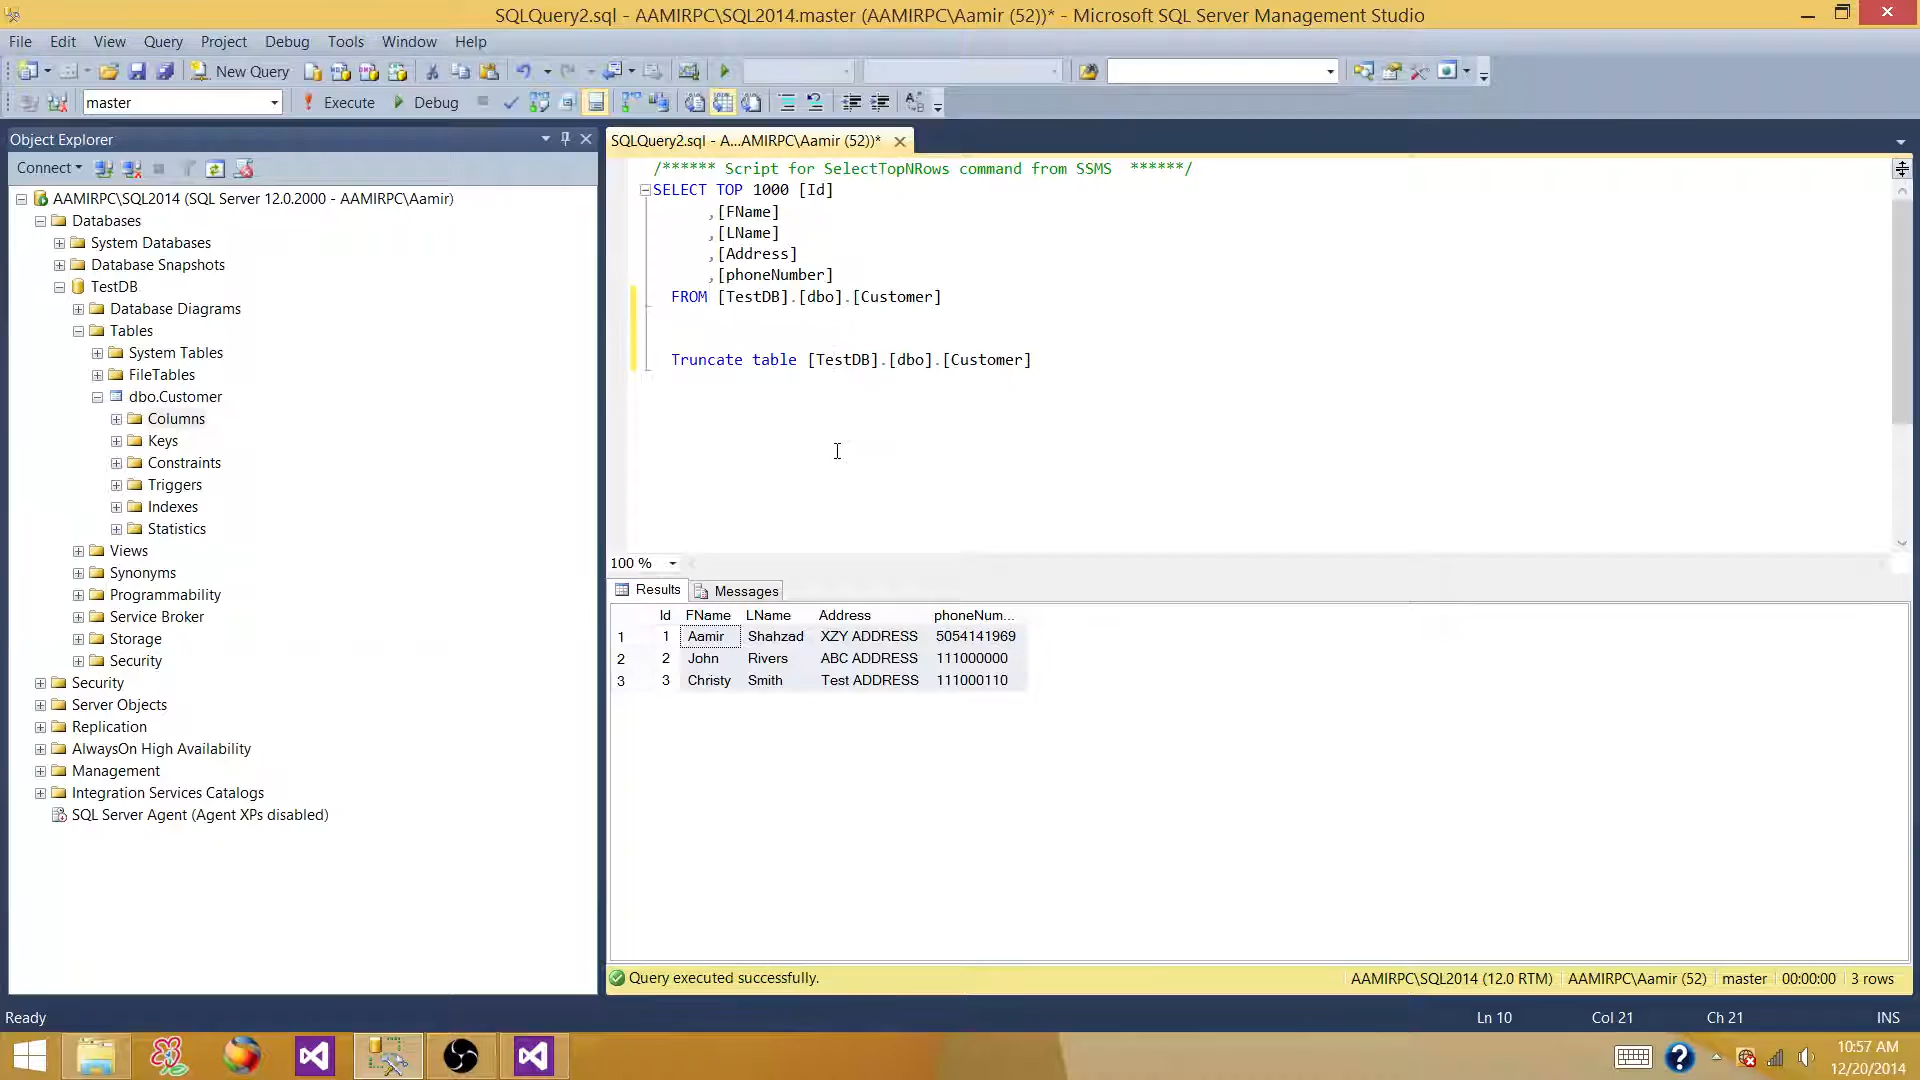 SQLQuery2.sql - AAMIRPC\SQL2014.master (AAMIRPC\Aamir (52))* - Microsoft SQL Server Management Studio
File Edit View Query Project Debug Tools Window Help
New Query
master Execute Debug
Object Explorer
Connect
AAMIRPC\SQL2014 (SQL Server 12.0.2000 - AAMIRPC\Aamir)
Databases
System Databases
Database Snapshots
TestDB
Database Diagrams
Tables
System Tables
FileTables
dbo.Customer
Columns
Keys
Constraints
Triggers
Indexes
Statistics
Views
Synonyms
Programmability
Service Broker
Storage
Security
Security
Server Objects
Replication
AlwaysOn High Availability
Management
Integration Services Catalogs
SQL Server Agent (Agent XPs disabled)
SQLQuery2.sql - A...AMIRPC\Aamir (52))*
/****** Script for SelectTopNRows command from SSMS ******/
SELECT TOP 1000 [Id]
,[FName]
,[LName]
,[Address]
,[phoneNumber]
FROM [TestDB].[dbo].[Customer]
Truncate table [TestDB].[dbo].[Customer]
100 %
Results Messages
Id FName LName Address phoneNum...
1 1 Aamir Shahzad XZY ADDRESS 5054141969
2 2 John Rivers ABC ADDRESS 111000000
3 3 Christy Smith Test ADDRESS 111000110
Query executed successfully. AAMIRPC\SQL2014 (12.0 RTM) AAMIRPC\Aamir (52) master 00:00:00 3 rows
Ready Ln 10 Col 21 Ch 21 INS
10:57 AM
12/20/2014